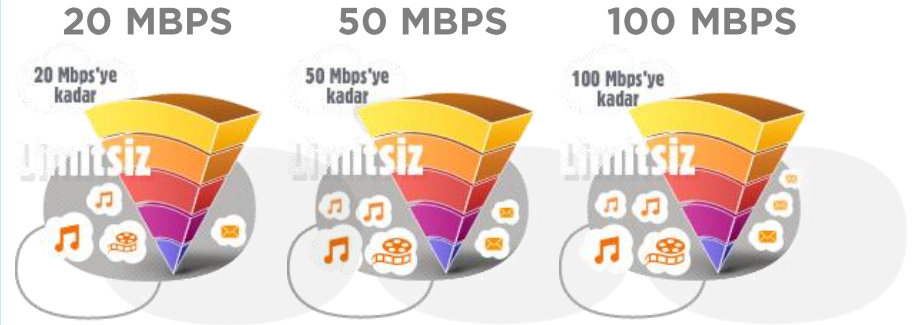 20 MBPS
50 MBPS
100 MBPS
20 Mbps'ye
kadar
Limitsiz
50 Mbps'ye
kadar
Limitsiz
100 Mbps'ye
kadar
Limitsiz